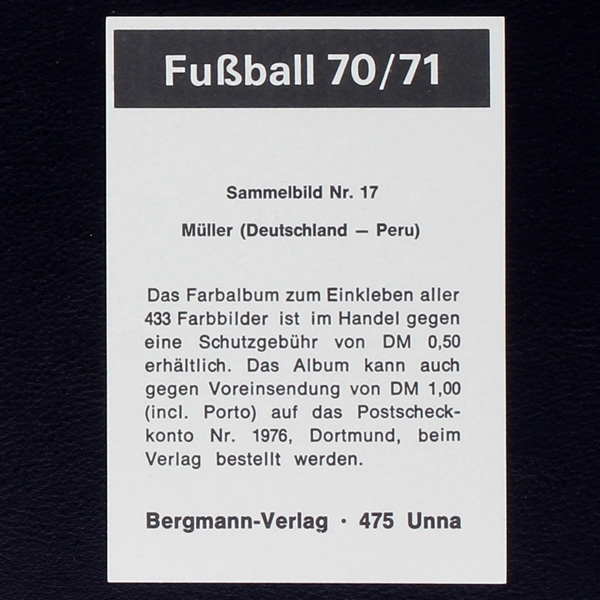 Fußball 70/71
Sammelbild Nr. 17
Müller (Deutschland – Peru)
Das Farbalbum zum Einkleben aller
433 Farbbilder ist im Handel gegen
eine Schutzgebühr von DM 0,50
erhältlich. Das Album kann auch
gegen Voreinsendung von DM 1,00
(incl. Porto) auf das Postscheck-
konto Nr. 1976, Dortmund, beim
Verlag bestellt werden.
Bergmann-Verlag · 475 Unna